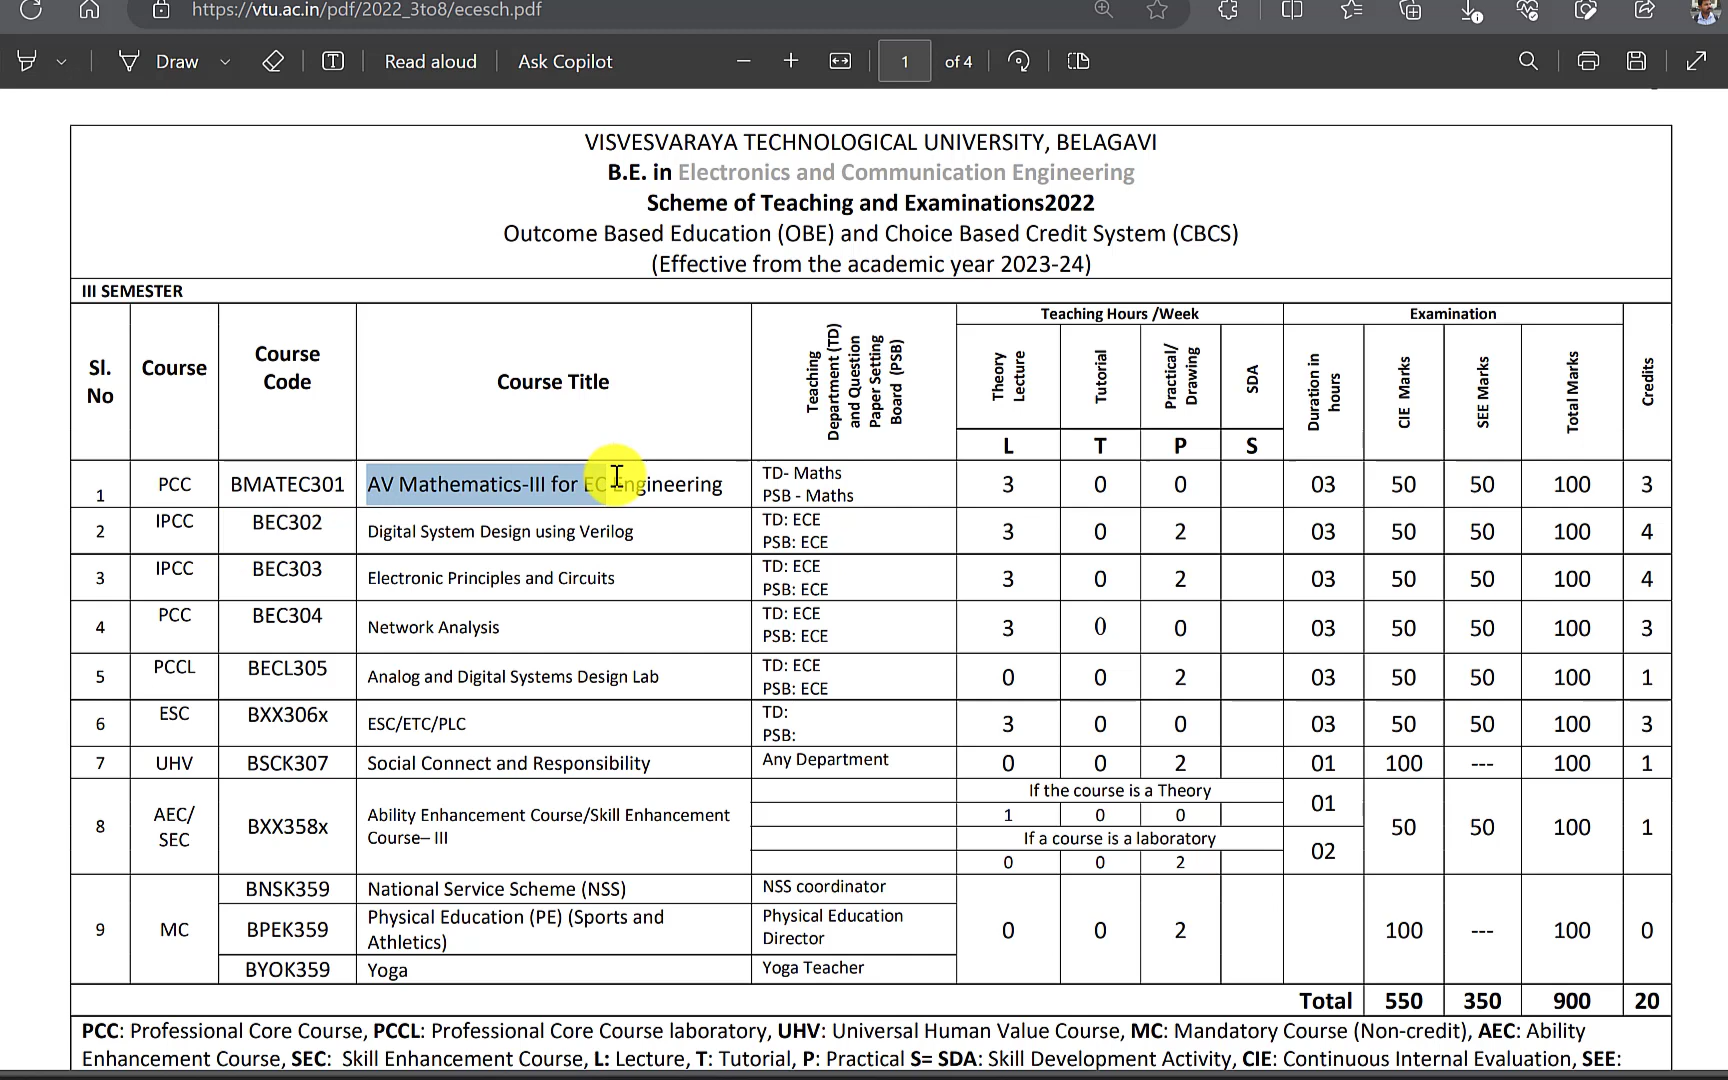 https://vtu.ac.in/pdf/2022_3to8/ecesch.pdf
Draw
Read aloud
Ask Copilot
1 of 4
VISVESVARAYA TECHNOLOGICAL UNIVERSITY, BELAGAVI
B.E. in Electronics and Communication Engineering
Scheme of Teaching and Examinations2022
Outcome Based Education (OBE) and Choice Based Credit System (CBCS)
(Effective from the academic year 2023-24)
III SEMESTER
Sl. No
Course
Course Code
Course Title
Teaching Department (TD) and Question Paper Setting Board (PSB)
Teaching Hours /Week
Examination
Theory Lecture
Tutorial
Practical/ Drawing
SDA
Duration in hours
CIE Marks
SEE Marks
Total Marks
Credits
L T P S
1 PCC BMATEC301 AV Mathematics-III for EC Engineering TD- Maths PSB - Maths 3 0 0 03 50 50 100 3
2 IPCC BEC302 Digital System Design using Verilog TD: ECE PSB: ECE 3 0 2 03 50 50 100 4
3 IPCC BEC303 Electronic Principles and Circuits TD: ECE PSB: ECE 3 0 2 03 50 50 100 4
4 PCC BEC304 Network Analysis TD: ECE PSB: ECE 3 0 0 03 50 50 100 3
5 PCCL BECL305 Analog and Digital Systems Design Lab TD: ECE PSB: ECE 0 0 2 03 50 50 100 1
6 ESC BXX306x ESC/ETC/PLC TD: PSB: 3 0 0 03 50 50 100 3
7 UHV BSCK307 Social Connect and Responsibility Any Department 0 0 2 01 100 --- 100 1
8 AEC/ SEC BXX358x Ability Enhancement Course/Skill Enhancement Course– III
If the course is a Theory 01
1 0 0
If a course is a laboratory 02
0 0 2
50 50 100 1
9 MC
BNSK359 National Service Scheme (NSS) NSS coordinator
BPEK359 Physical Education (PE) (Sports and Athletics) Physical Education Director
BYOK359 Yoga Yoga Teacher
0 0 2 100 --- 100 0
Total 550 350 900 20
PCC: Professional Core Course, PCCL: Professional Core Course laboratory, UHV: Universal Human Value Course, MC: Mandatory Course (Non-credit), AEC: Ability
Enhancement Course, SEC: Skill Enhancement Course, L: Lecture, T: Tutorial, P: Practical S= SDA: Skill Development Activity, CIE: Continuous Internal Evaluation, SEE: